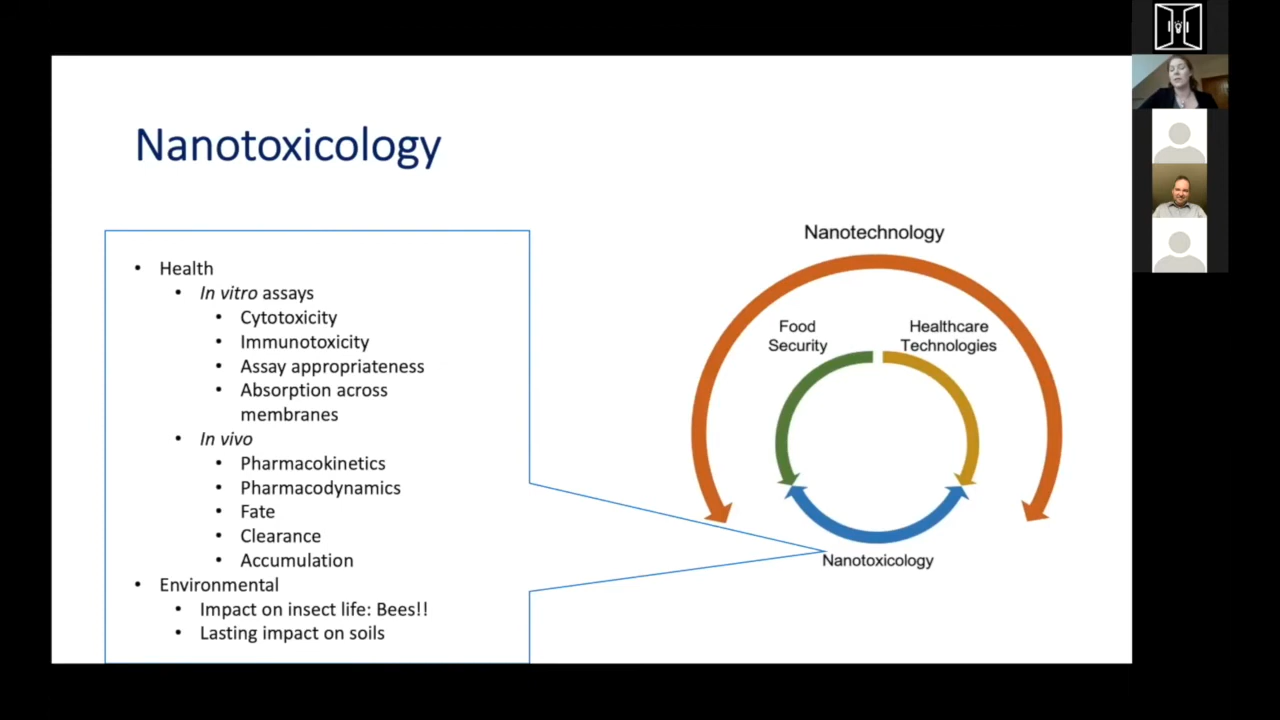 Nanotoxicology
• Health
• In vitro assays
• Cytotoxicity
• Immunotoxicity
• Assay appropriateness
• Absorption across
membranes
• In vivo
• Pharmacokinetics
• Pharmacodynamics
• Fate
• Clearance
• Accumulation
• Environmental
• Impact on insect life: Bees!!
• Lasting impact on soils
Nanotechnology
Food
Security
Healthcare
Technologies
Nanotoxicology